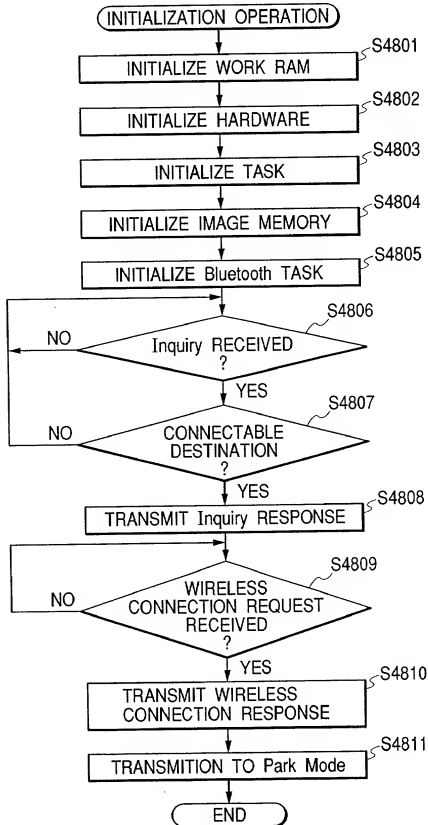 INITIALIZATION OPERATION
S4801
INITIALIZE WORK RAM
S4802
INITIALIZE HARDWARE
S4803
INITIALIZE TASK
S4804
INITIALIZE IMAGE MEMORY
S4805
INITIALIZE Bluetooth TASK
S4806
NO
Inquiry RECEIVED
?
YES
S4807
NO
CONNECTABLE
DESTINATION
?
YES
S4808
TRANSMIT Inquiry RESPONSE
S4809
WIRELESS
NO
CONNECTION REQUEST
RECEIVED
?
YES
S4810
TRANSMIT WIRELESS
CONNECTION RESPONSE
S4811
TRANSMITION TO Park Mode
END